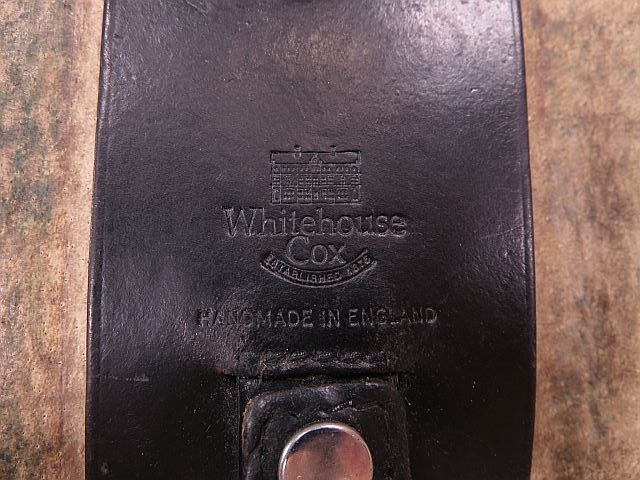 Whitehouse
Cox
ESTABLISHED 1875
HANDMADE IN ENGLAND